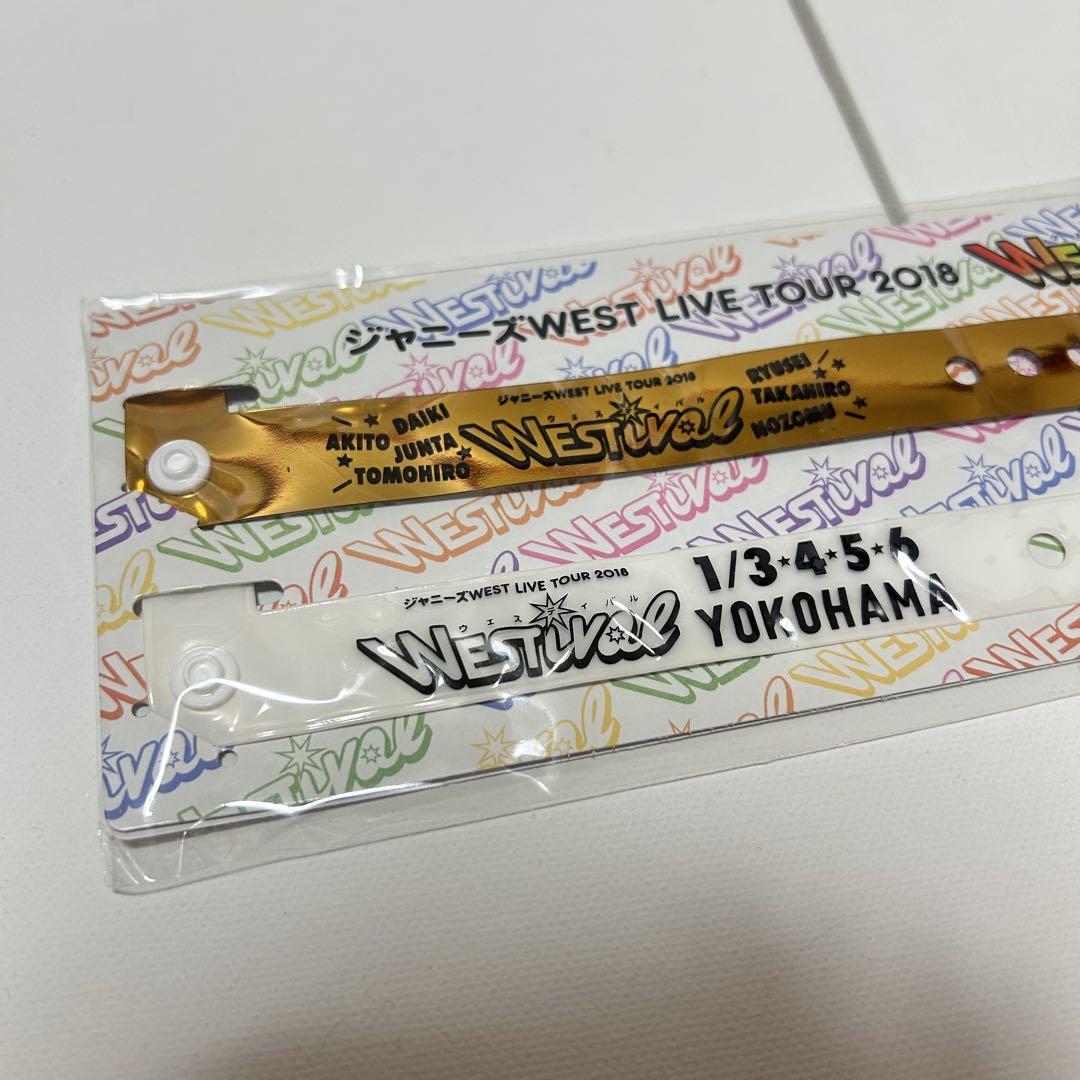 ジャニーズWEST LIVE TOUR 2018
ジャニーズWEST LIVE TOUR 2018
ウエスティバル
WESTival
DAIKI
AKITO JUNTA
TOMOHIRO
RYUSEI
TAKAHIRO
NOZOMU
ジャニーズWEST LIVE TOUR 2018
ウエスティバル
WESTival
1/3★4★5★6
YOKOHAMA